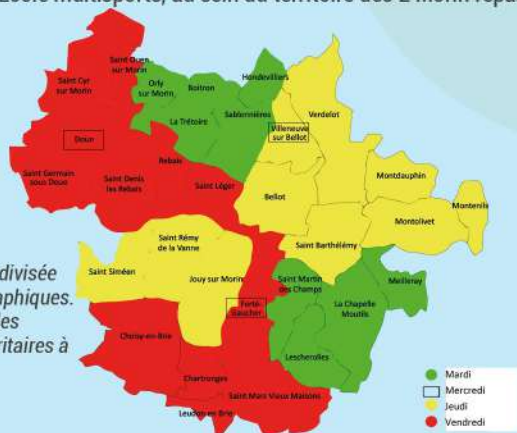 École multisports, au sein du territoire des 2 Morin
Saint Ouen
sur Morin
Saint Cyr
sur Morin
Orly
sur Morin
Boitron
Hondevilliers
Sablonnières
La Trétoire
Verdelot
Villeneuve
sur Bellot
Doue
Rebais
Saint Germain
sous Doue
Saint Denis
les Rebais
Saint Léger
Bellot
Montdauphin
Montenils
Montolivet
Saint Rémy
de la Vanne
Saint Barthélémy
Saint Siméon
Jouy sur Morin
Saint Martin
des Champs
Meilleray
divisée
aphiques.
les
ritaires à
Ferté-
Gaucher
La Chapelle
Moutils
Choisy-en-Brie
Lescherolles
Chartronges
Saint Mars Vieux Maisons
Leudon en Brie
Mardi
Mercredi
Jeudi
Vendredi